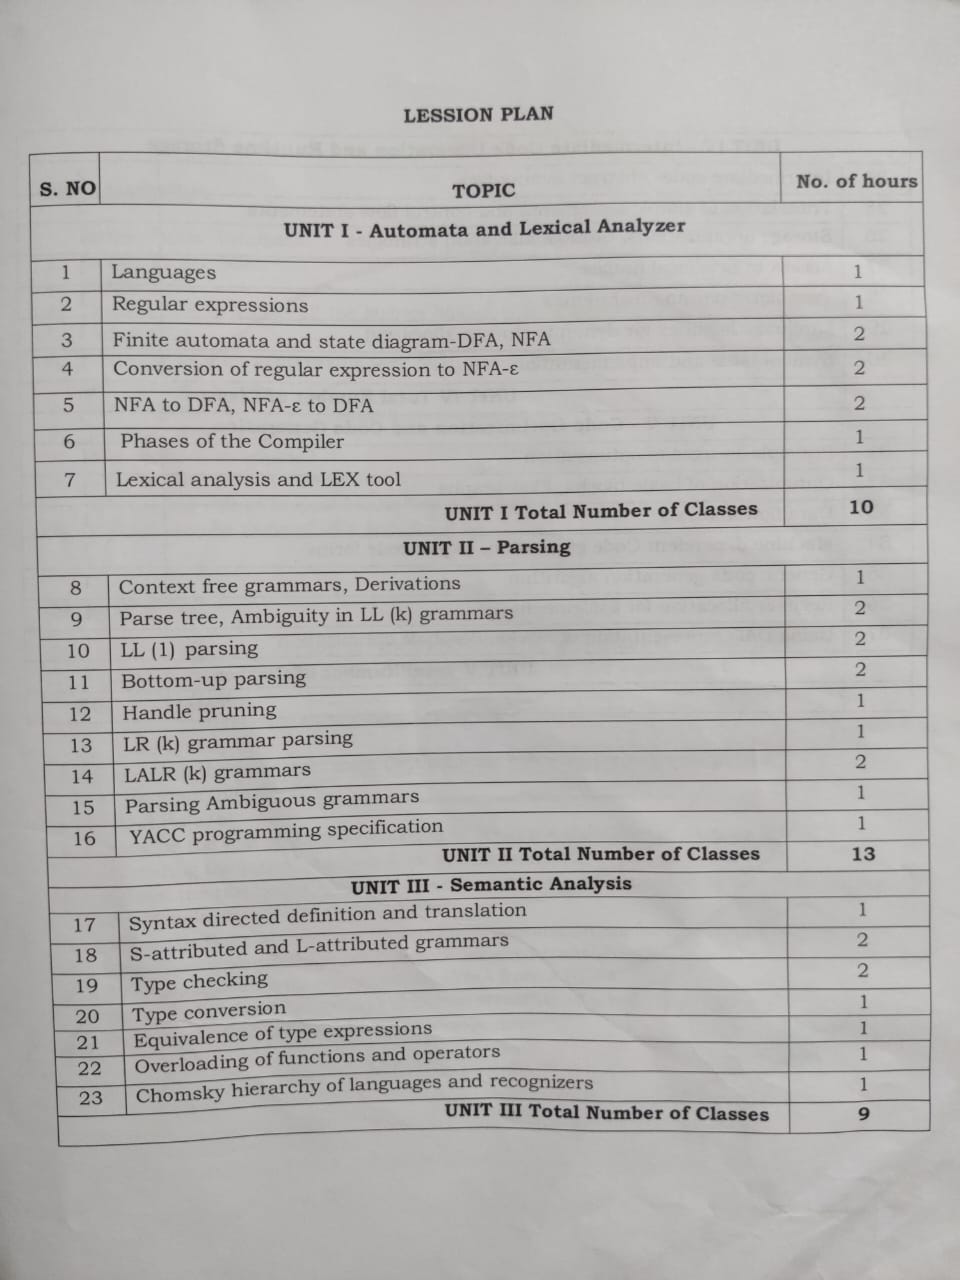 LESSION PLAN
S. NO TOPIC No. of hours
UNIT I - Automata and Lexical Analyzer
1 Languages 1
2 Regular expressions 1
3 Finite automata and state diagram-DFA, NFA 2
4 Conversion of regular expression to NFA-ε 2
5 NFA to DFA, NFA-ε to DFA 2
6 Phases of the Compiler 1
7 Lexical analysis and LEX tool 1
UNIT I Total Number of Classes 10
UNIT II – Parsing
8 Context free grammars, Derivations 1
9 Parse tree, Ambiguity in LL (k) grammars 2
10 LL (1) parsing 2
11 Bottom-up parsing 2
12 Handle pruning 1
13 LR (k) grammar parsing 1
14 LALR (k) grammars 2
15 Parsing Ambiguous grammars 1
16 YACC programming specification 1
UNIT II Total Number of Classes 13
UNIT III - Semantic Analysis
17 Syntax directed definition and translation 1
18 S-attributed and L-attributed grammars 2
19 Type checking 2
20 Type conversion 1
21 Equivalence of type expressions 1
22 Overloading of functions and operators 1
23 Chomsky hierarchy of languages and recognizers 1
UNIT III Total Number of Classes 9